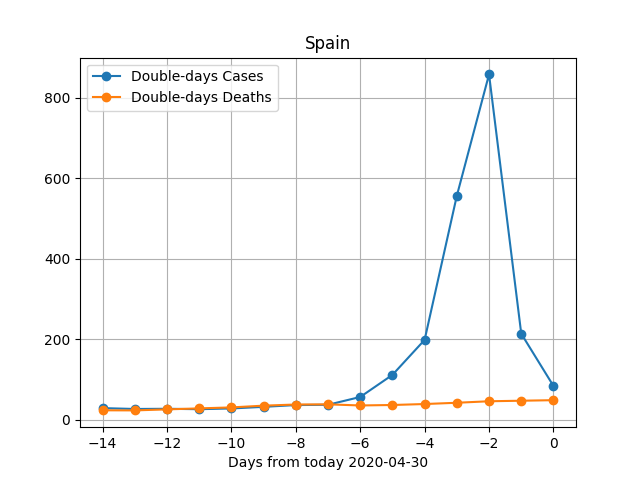 Spain
Double-days Cases
Double-days Deaths
800
600
400
200
0
−14 −12 −10 −8 −6 −4 −2 0
Days from today 2020-04-30